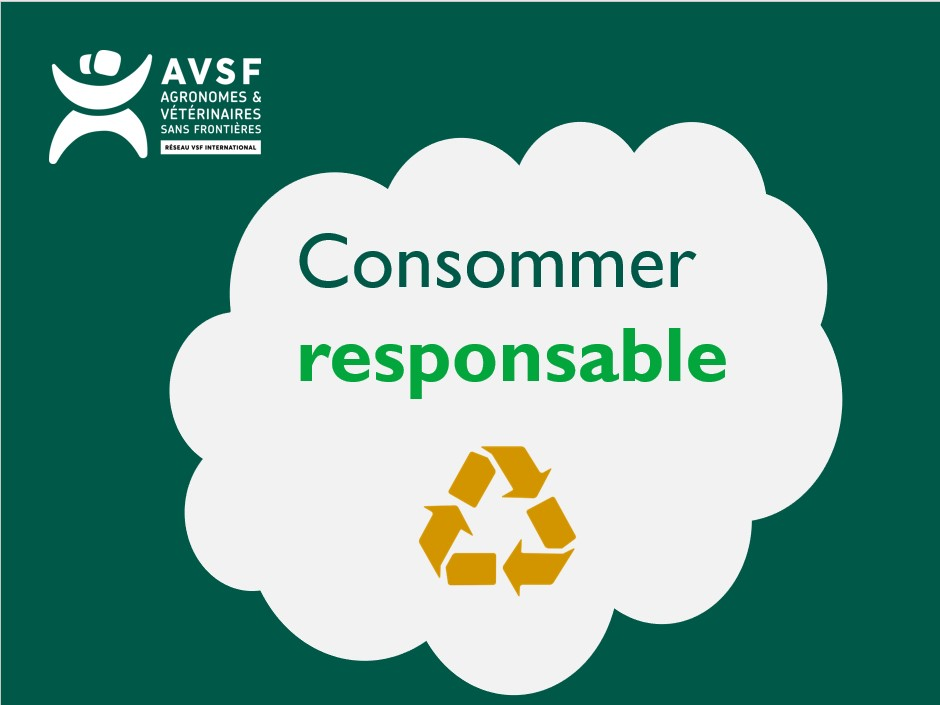 AVSF
AGRONOMES &
VÉTÉRINAIRES
SANS FRONTIÈRES
RÉSEAU VSF INTERNATIONAL
Consommer
responsable